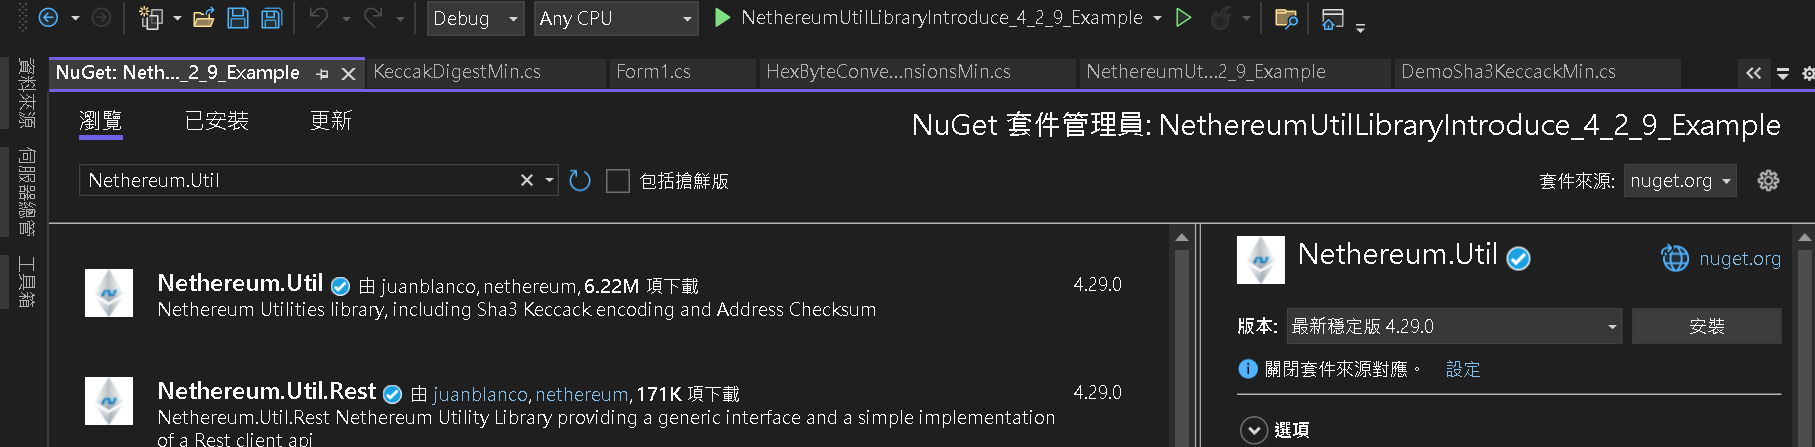 Debug
Any CPU
NethereumUtilLibraryIntroduce_4_2_9_Example
NuGet: Neth..._2_9_Example
KeccakDigestMin.cs
Form1.cs
HexByteConve...nsionsMin.cs
NethereumUt...2_9_Example
DemoSha3KeccackMin.cs
資料來源
伺服器總管
工具箱
瀏覽
已安裝
更新
NuGet 套件管理員: NethereumUtilLibraryIntroduce_4_2_9_Example
Nethereum.Util
包括搶鮮版
套件來源: nuget.org
Nethereum.Util 由 juanblanco, nethereum, 6.22M 項下載
4.29.0
Nethereum Utilities library, including Sha3 Keccack encoding and Address Checksum
Nethereum.Util.Rest 由 juanblanco, nethereum, 171K 項下載
4.29.0
Nethereum.Util.Rest Nethereum Utility Library providing a generic interface and a simple implementation
of a Rest client api
Nethereum.Util
nuget.org
版本: 最新穩定版 4.29.0
安裝
關閉套件來源對應。 設定
選項